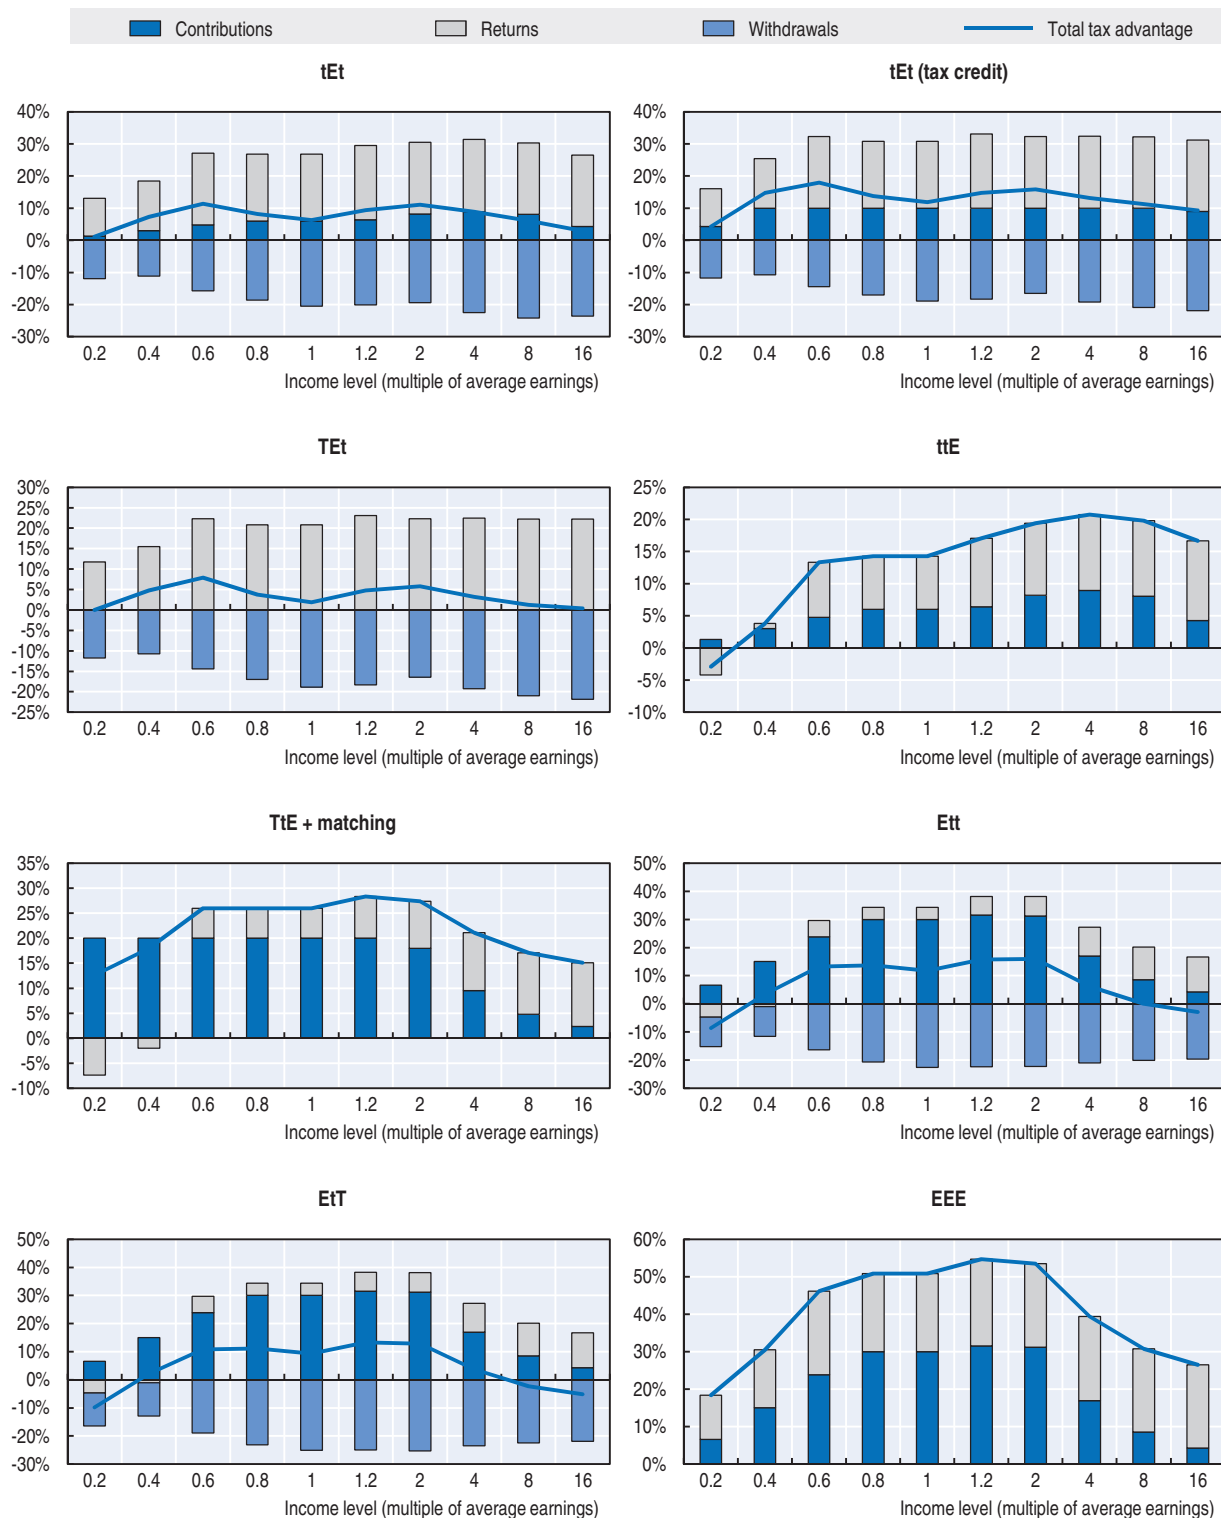 Contributions Returns Withdrawals Total tax advantage
tEt
40%
30%
20%
10%
0%
-10%
-20%
-30%
0.2 0.4 0.6 0.8 1 1.2 2 4 8 16
Income level (multiple of average earnings)
tEt (tax credit)
40%
30%
20%
10%
0%
-10%
-20%
-30%
0.2 0.4 0.6 0.8 1 1.2 2 4 8 16
Income level (multiple of average earnings)
TEt
30%
25%
20%
15%
10%
5%
0%
-5%
-10%
-15%
-20%
-25%
0.2 0.4 0.6 0.8 1 1.2 2 4 8 16
Income level (multiple of average earnings)
ttE
25%
20%
15%
10%
5%
0%
-5%
-10%
0.2 0.4 0.6 0.8 1 1.2 2 4 8 16
Income level (multiple of average earnings)
TtE + matching
35%
30%
25%
20%
15%
10%
5%
0%
-5%
-10%
0.2 0.4 0.6 0.8 1 1.2 2 4 8 16
Income level (multiple of average earnings)
Ett
50%
40%
30%
20%
10%
0%
-10%
-20%
-30%
0.2 0.4 0.6 0.8 1 1.2 2 4 8 16
Income level (multiple of average earnings)
EtT
50%
40%
30%
20%
10%
0%
-10%
-20%
-30%
0.2 0.4 0.6 0.8 1 1.2 2 4 8 16
Income level (multiple of average earnings)
EEE
60%
50%
40%
30%
20%
10%
0%
0.2 0.4 0.6 0.8 1 1.2 2 4 8 16
Income level (multiple of average earnings)